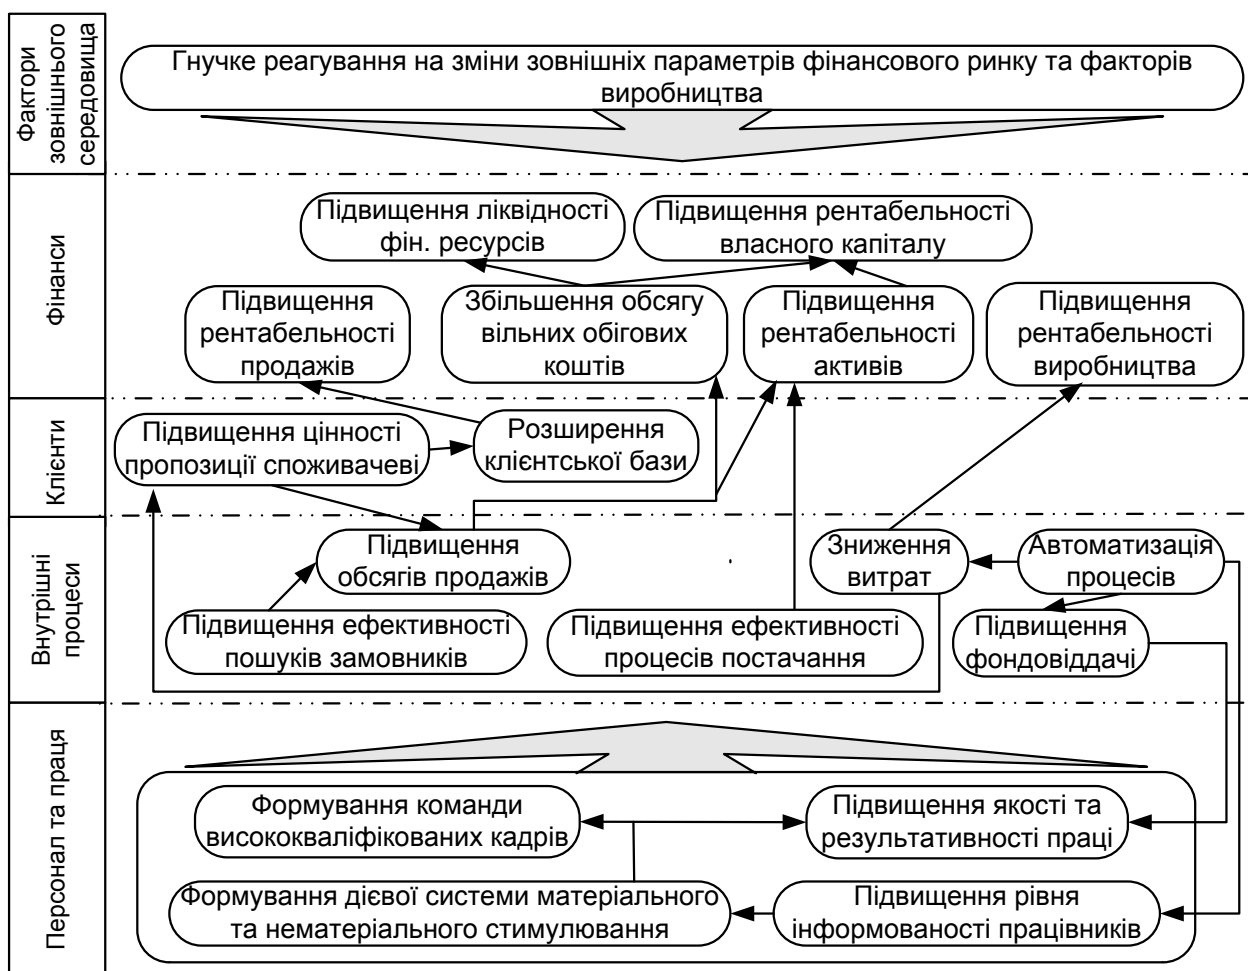 Фактори
зовнішнього
середовища
Гнучке реагування на зміни зовнішніх параметрів фінансового ринку та факторів
виробництва
Фінанси
Підвищення ліквідності
фін. ресурсів
Підвищення рентабельності
власного капіталу
Підвищення
рентабельності
продажів
Збільшення обсягу
вільних обігових
коштів
Підвищення
рентабельності
активів
Підвищення
рентабельності
виробництва
Клієнти
Підвищення цінності
пропозиції споживачеві
Розширення
клієнтської бази
Внутрішні
процеси
Підвищення
обсягів продажів
Зниження
витрат
Автоматизація
процесів
Підвищення ефективності
пошуків замовників
Підвищення ефективності
процесів постачання
Підвищення
фондовіддачі
Персонал та праця
Формування команди
висококваліфікованих кадрів
Підвищення якості та
результативності праці
Формування дієвої системи матеріального
та нематеріального стимулювання
Підвищення рівня
інформованості працівників